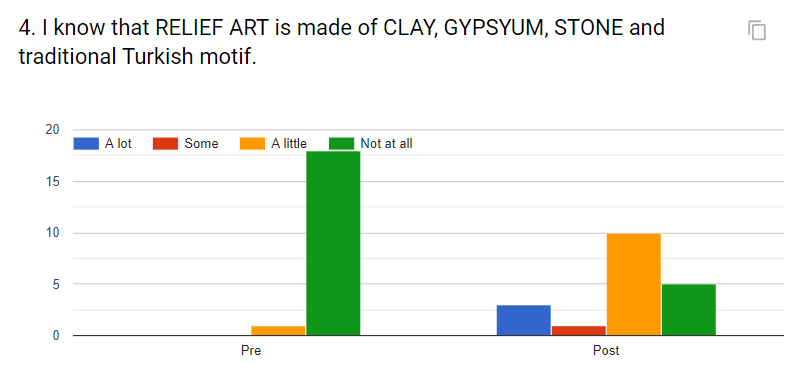 4. I know that RELIEF ART is made of CLAY, GYPSYUM, STONE and
traditional Turkish motif.
20
A lot Some A little Not at all
15
10
5
0
Pre Post